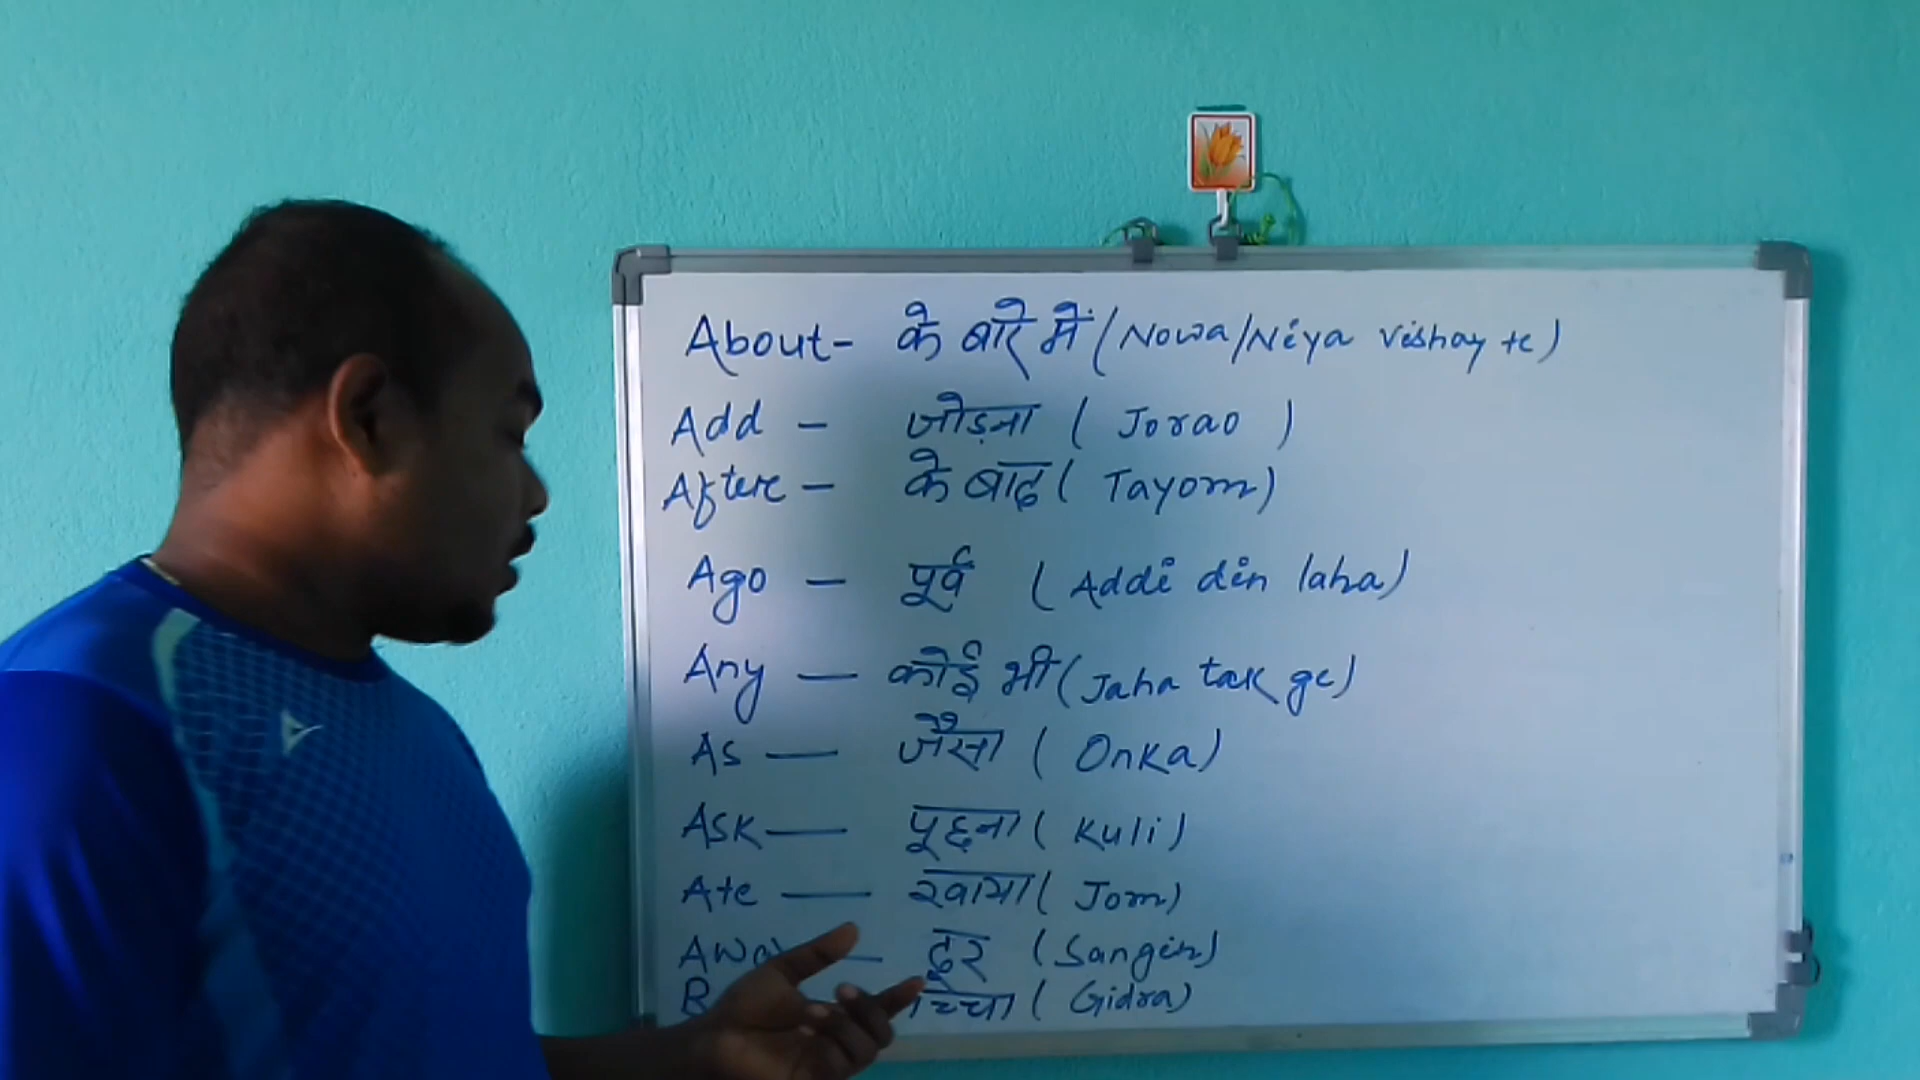 About - के बारे में (Nowa/Niya vishay te)
Add - जोड़ना ( Jorao )
After - के बाद ( Tayom)
Ago - पूर्व ( Addi din laha)
Any - कोई भी (Jaha tak ge)
As - जैसा ( Onka)
Ask - पूछना ( Kuli)
Ate - खाया ( Jom)
दूर (Sangin)
( Gidra)